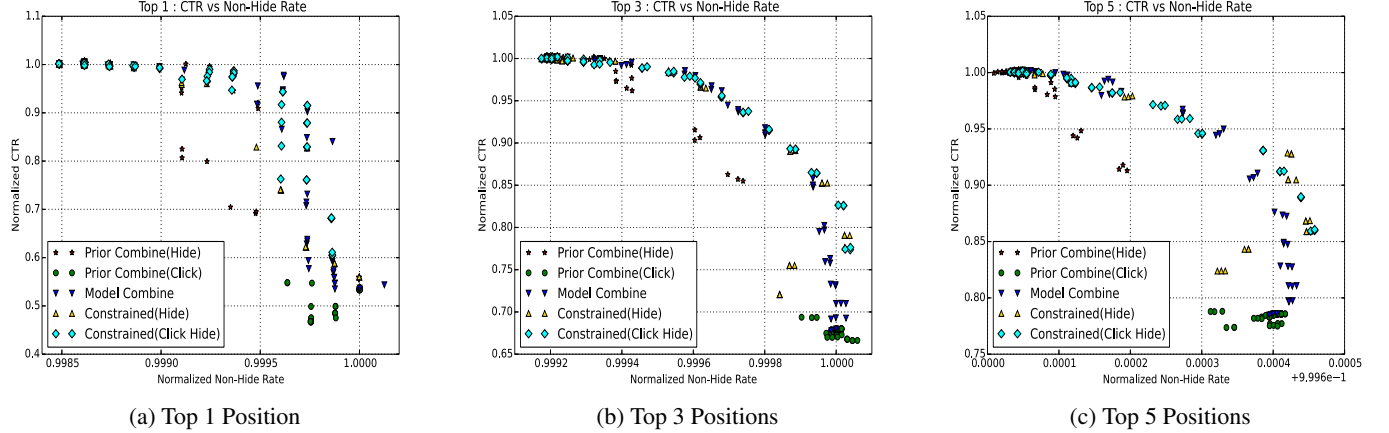 Top 1 : CTR vs Non-Hide Rate
1.1
1.0
0.9
0.8
0.7
0.6
0.5
0.4
Normalized CTR
Prior Combine(Hide)
Prior Combine(Click)
Model Combine
Constrained(Hide)
Constrained(Click Hide)
0.9985
0.9990
0.9995
1.0000
Normalized Non-Hide Rate
(a) Top 1 Position
Top 3 : CTR vs Non-Hide Rate
1.05
1.00
0.95
0.90
0.85
0.80
0.75
0.70
0.65
Normalized CTR
Prior Combine(Hide)
Prior Combine(Click)
Model Combine
Constrained(Hide)
Constrained(Click Hide)
0.9992
0.9994
0.9996
0.9998
1.0000
Normalized Non-Hide Rate
(b) Top 3 Positions
Top 5 : CTR vs Non-Hide Rate
1.05
1.00
0.95
0.90
0.85
0.80
0.75
Normalized CTR
Prior Combine(Hide)
Prior Combine(Click)
Model Combine
Constrained(Hide)
Constrained(Click Hide)
0.0000
0.0001
0.0002
0.0003
0.0004
0.0005
+9.996e−1
Normalized Non-Hide Rate
(c) Top 5 Positions